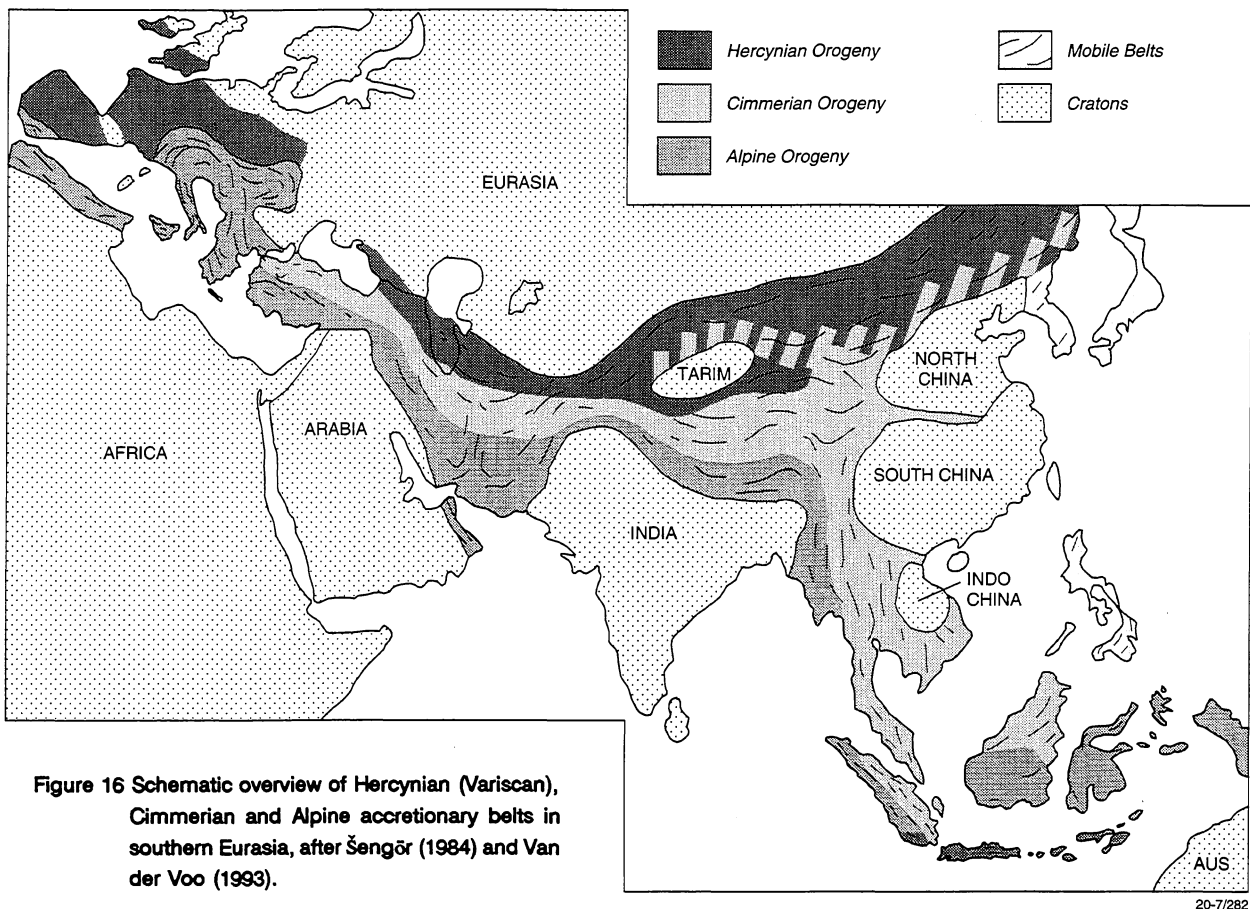 Hercynian Orogeny
Cimmerian Orogeny
Alpine Orogeny
Mobile Belts
Cratons
EURASIA
TARIM
NORTH
CHINA
ARABIA
AFRICA
SOUTH CHINA
INDIA
INDO
CHINA
AUS
Figure 16 Schematic overview of Hercynian (Variscan),
Cimmerian and Alpine accretionary belts in
southern Eurasia, after Šengör (1984) and Van
der Voo (1993).
20-7/282